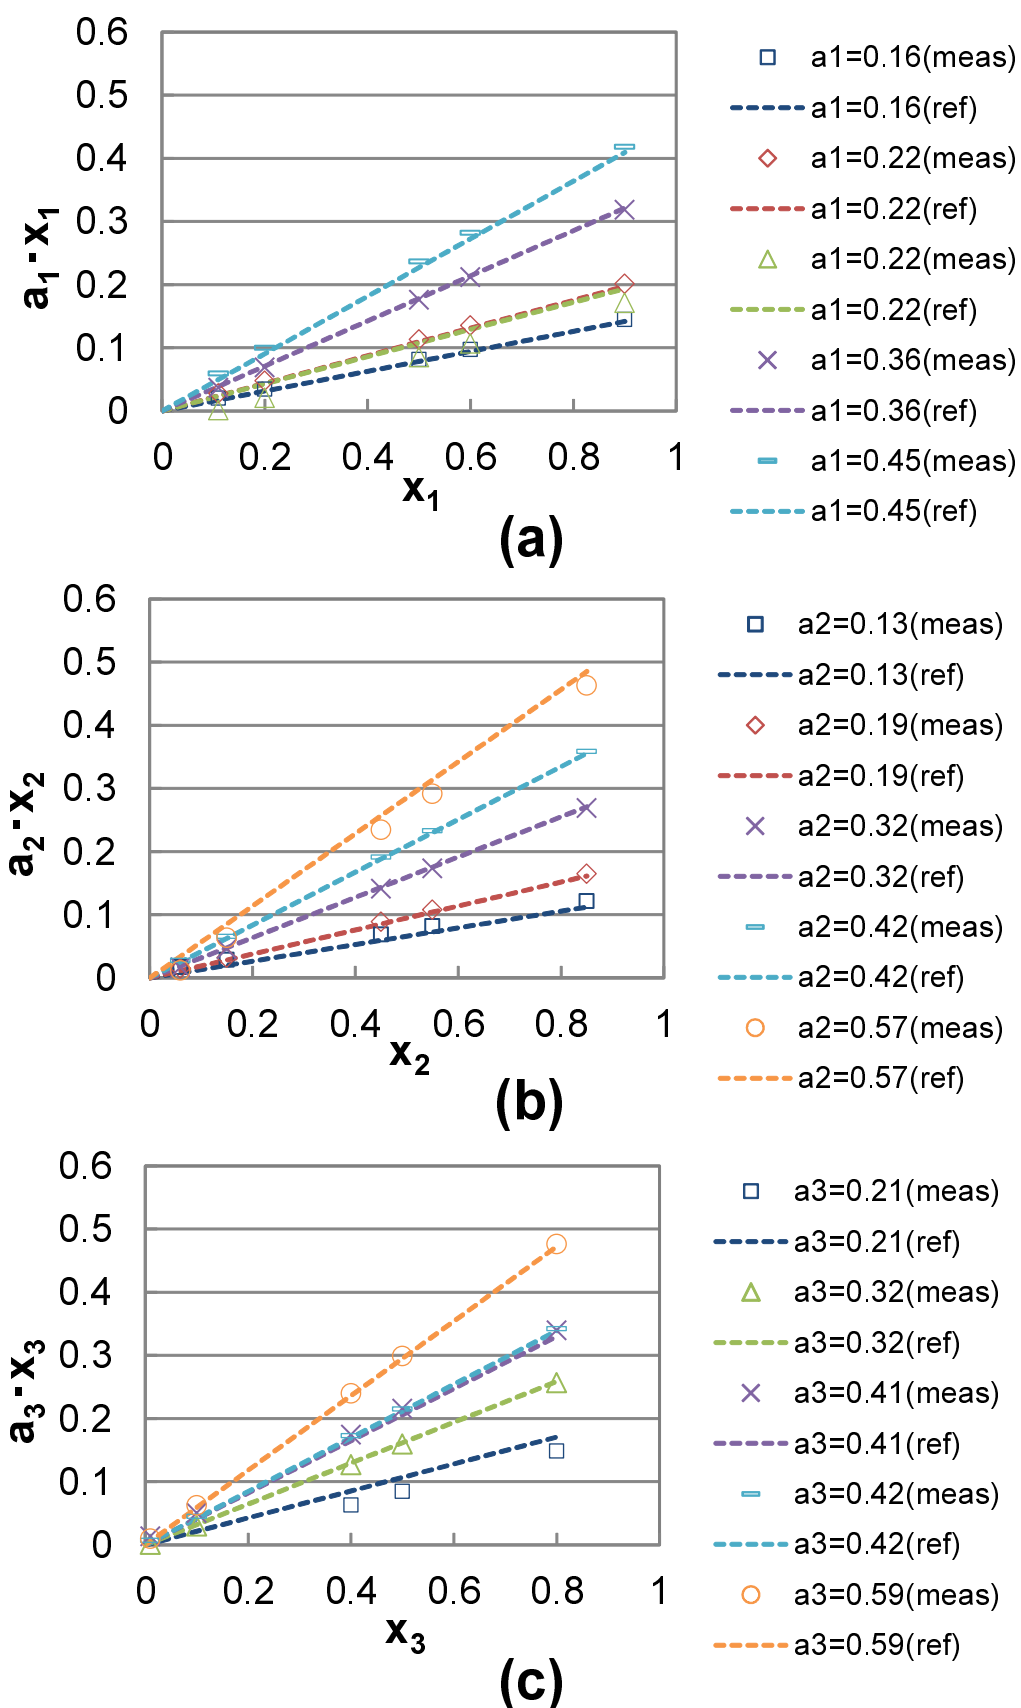 0.6
0.5
0.4
0.3
0.2
0.1
0
a1·x1
0 0.2 0.4 0.6 0.8 1
x1
a1=0.16(meas)
a1=0.16(ref)
a1=0.22(meas)
a1=0.22(ref)
a1=0.22(meas)
a1=0.22(ref)
a1=0.36(meas)
a1=0.36(ref)
a1=0.45(meas)
a1=0.45(ref)
(a)
0.6
0.5
0.4
0.3
0.2
0.1
0
a2·x2
0 0.2 0.4 0.6 0.8 1
x2
a2=0.13(meas)
a2=0.13(ref)
a2=0.19(meas)
a2=0.19(ref)
a2=0.32(meas)
a2=0.32(ref)
a2=0.42(meas)
a2=0.42(ref)
a2=0.57(meas)
a2=0.57(ref)
(b)
0.6
0.5
0.4
0.3
0.2
0.1
0
a3·x3
0 0.2 0.4 0.6 0.8 1
x3
a3=0.21(meas)
a3=0.21(ref)
a3=0.32(meas)
a3=0.32(ref)
a3=0.41(meas)
a3=0.41(ref)
a3=0.42(meas)
a3=0.42(ref)
a3=0.59(meas)
a3=0.59(ref)
(c)